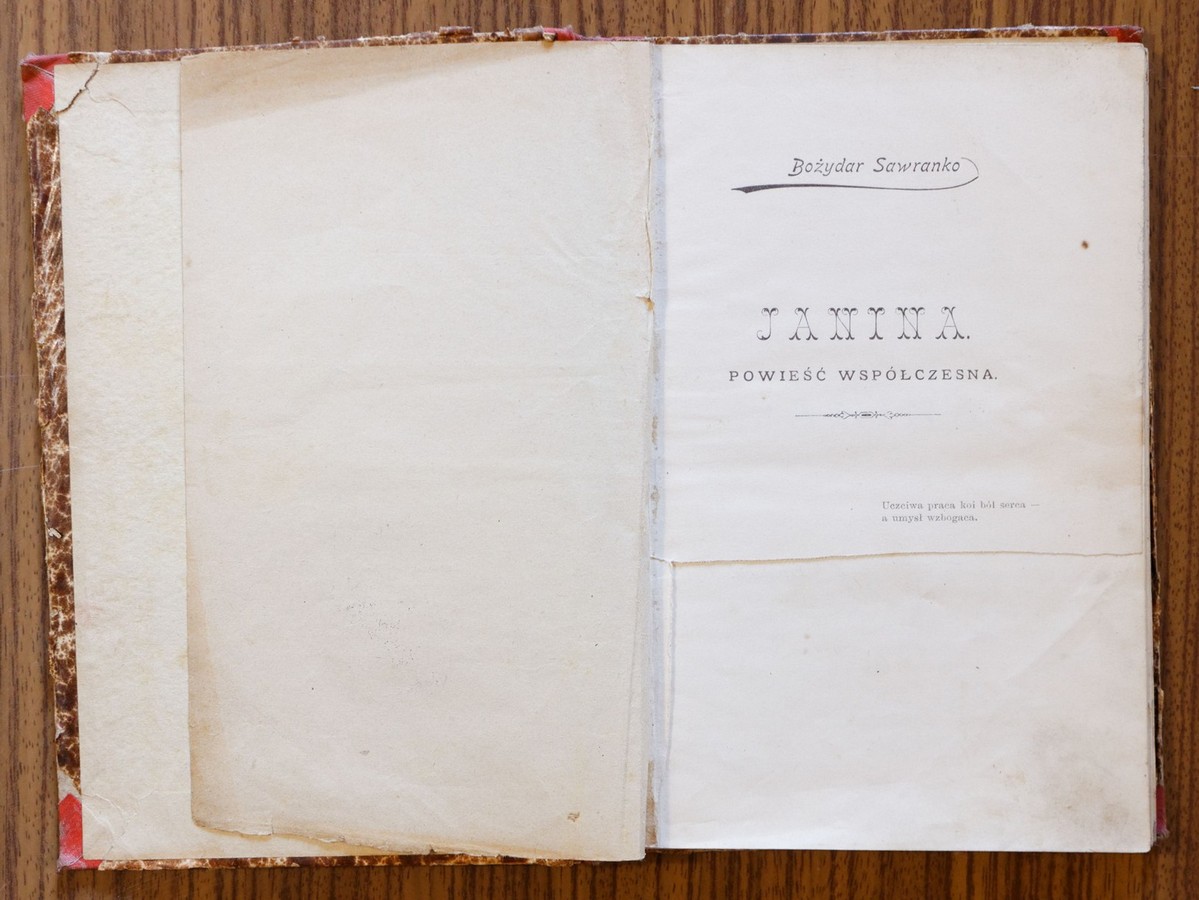 Bożydar Sawranko
JANINA.
POWIEŚĆ WSPÓŁCZESNA.
Uczciwa praca koi ból serca —
a umysł wzbogaca.